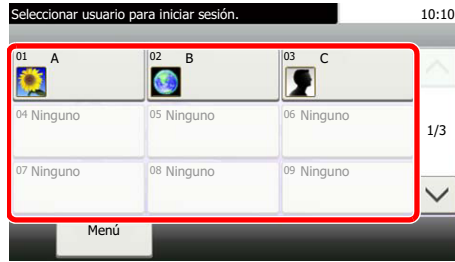 Seleccionar usuario para iniciar sesión. 10:10
01 A 02 B 03 C
04 Ninguno 05 Ninguno 06 Ninguno
1/3
07 Ninguno 08 Ninguno 09 Ninguno
Menú